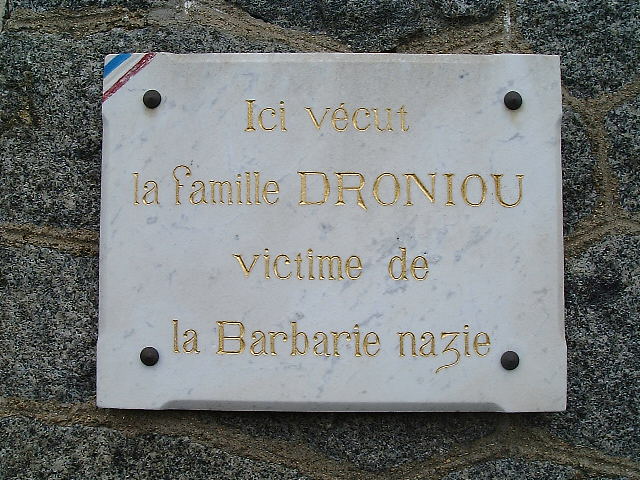 Ici vécut
la famille DRONIOU
victime de
la Barbarie nazie